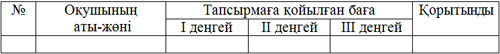 № Оқушының аты-жөні Тапсырмаға қойылған баға Қорытынды
І деңгей ІІ деңгей ІІІ деңгей